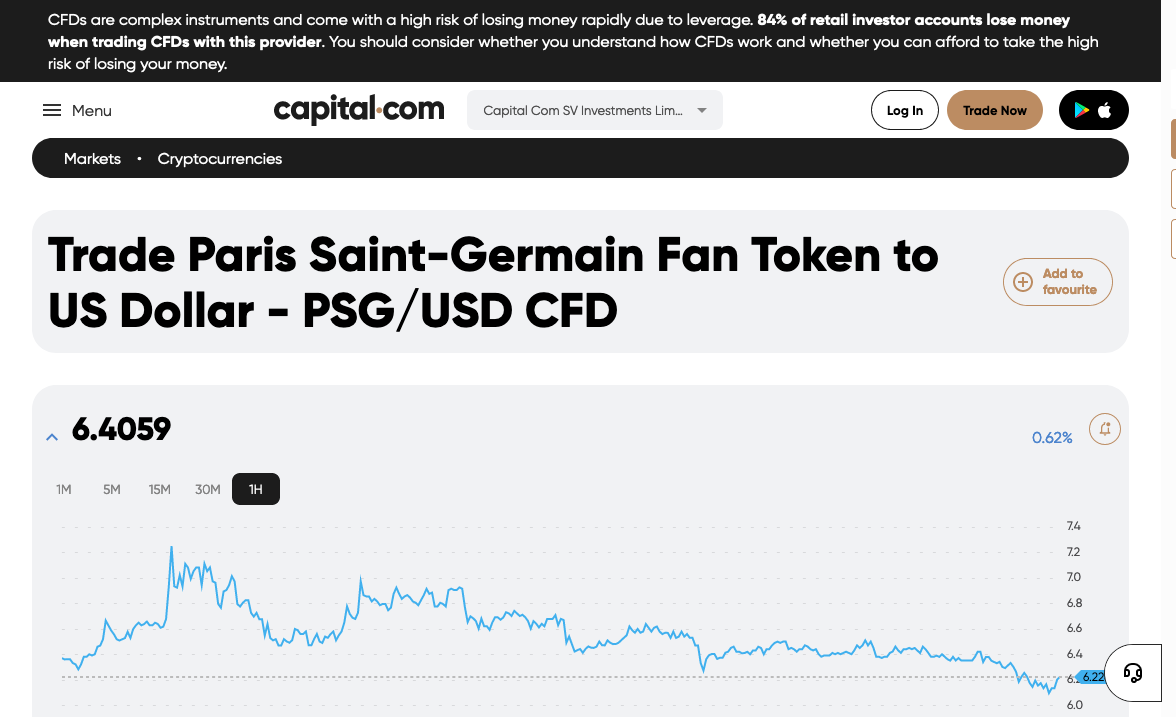 CFDs are complex instruments and come with a high risk of losing money rapidly due to leverage. 84% of retail investor accounts lose money
when trading CFDs with this provider. You should consider whether you understand how CFDs work and whether you can afford to take the high
risk of losing your money.
Menu
capital.com
Capital Com SV Investments Lim...
Log In
Trade Now
Markets • Cryptocurrencies
Trade Paris Saint-Germain Fan Token to
US Dollar - PSG/USD CFD
Add to
favourite
6.4059
0.62%
1M 5M 15M 30M 1H
7.4
7.2
7.0
6.8
6.6
6.4
6.22
6.0